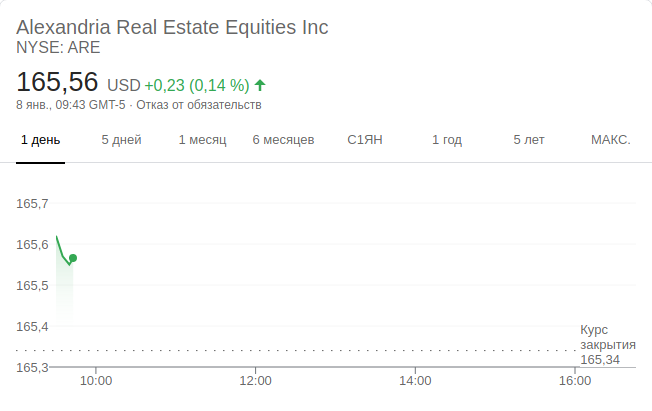 Alexandria Real Estate Equities Inc
NYSE: ARE
165,56 USD +0,23 (0,14 %)
8 янв., 09:43 GMT-5 · Отказ от обязательств
1 день 5 дней 1 месяц 6 месяцев С1ЯН 1 год 5 лет МАКС.
165,7
165,6
165,5
165,4
165,3
Курс
закрытия
165,34
10:00 12:00 14:00 16:00